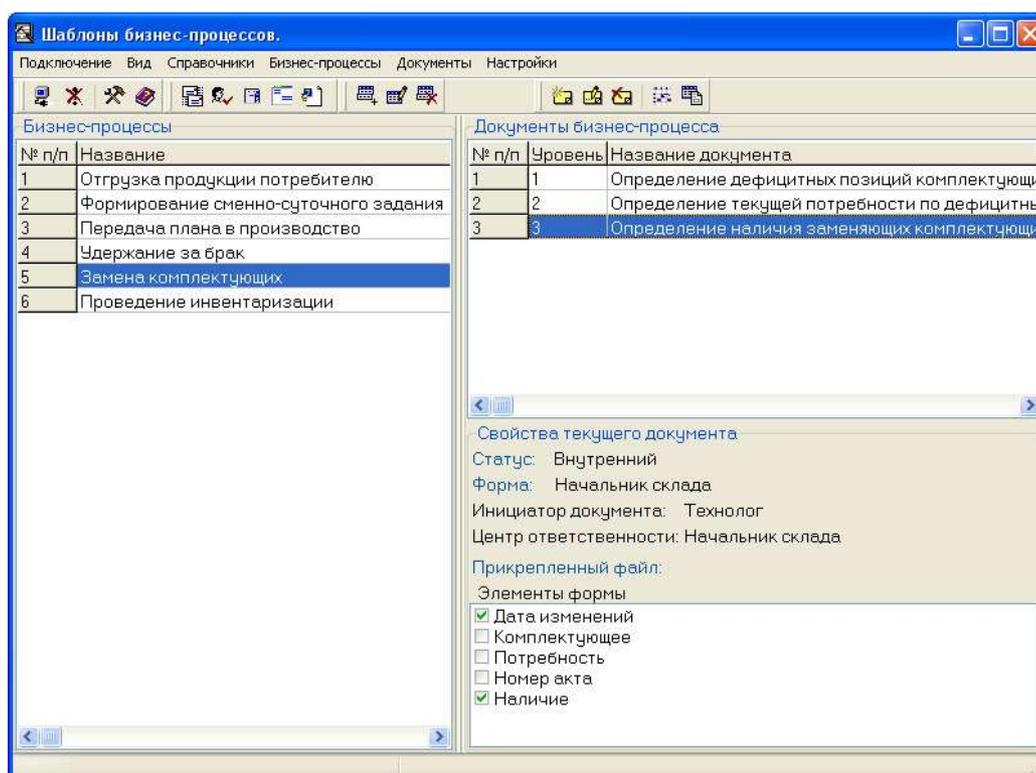 Шаблоны бизнес-процессов.
Подключение Вид Справочники Бизнес-процессы Документы Настройки
Бизнес-процессы
№ п/п Название
1 Отгрузка продукции потребителю
2 Формирование сменно-суточного задания
3 Передача плана в производство
4 Удержание за брак
5 Замена комплектующих
6 Проведение инвентаризации
Документы бизнес-процесса
№ п/п Уровень Название документа
1 1 Определение дефицитных позиций комплектующи
2 2 Определение текущей потребности по дефицитны
3 3 Определение наличия заменяющих комплектующи
Свойства текущего документа
Статус: Внутренний
Форма: Начальник склада
Инициатор документа: Технолог
Центр ответственности: Начальник склада
Прикрепленный файл:
Элементы формы
Дата изменений
Комплектующее
Потребность
Номер акта
Наличие